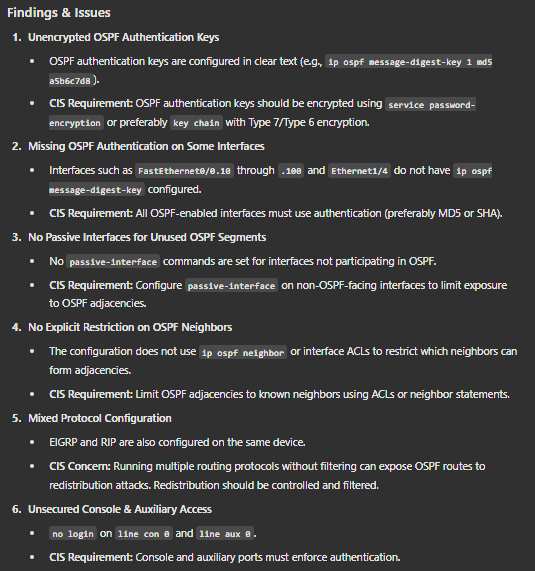 Findings & Issues
1. Unencrypted OSPF Authentication Keys
• OSPF authentication keys are configured in clear text (e.g., ip ospf message-digest-key 1 md5
a5b6c7d8 ).
• CIS Requirement: OSPF authentication keys should be encrypted using service password-
encryption or preferably key chain with Type 7/Type 6 encryption.
2. Missing OSPF Authentication on Some Interfaces
• Interfaces such as FastEthernet0/0.10 through .100 and Ethernet1/4 do not have ip ospf
message-digest-key configured.
• CIS Requirement: All OSPF-enabled interfaces must use authentication (preferably MD5 or SHA).
3. No Passive Interfaces for Unused OSPF Segments
• No passive-interface commands are set for interfaces not participating in OSPF.
• CIS Requirement: Configure passive-interface on non-OSPF-facing interfaces to limit exposure
to OSPF adjacencies.
4. No Explicit Restriction on OSPF Neighbors
• The configuration does not use ip ospf neighbor or interface ACLs to restrict which neighbors can
form adjacencies.
• CIS Requirement: Limit OSPF adjacencies to known neighbors using ACLs or neighbor statements.
5. Mixed Protocol Configuration
• EIGRP and RIP are also configured on the same device.
• CIS Concern: Running multiple routing protocols without filtering can expose OSPF routes to
redistribution attacks. Redistribution should be controlled and filtered.
6. Unsecured Console & Auxiliary Access
• no login on line con 0 and line aux 0 .
• CIS Requirement: Console and auxiliary ports must enforce authentication.